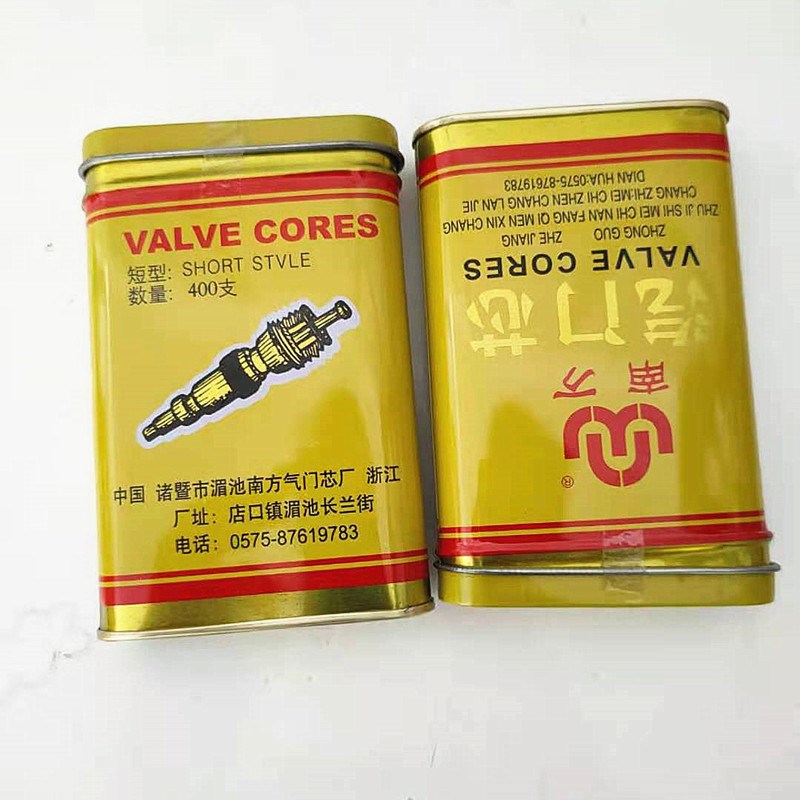 VALVE CORES
短型: SHORT STVLE
数量: 400支
中国 诸暨市湄池南方气门芯厂 浙江
厂址: 店口镇湄池长兰街
电话: 0575-87619783
®
南方
汽门芯
VALVE CORES
ZHONG GUO ZHE JIANG
ZHU JI SHI MEI CHI NAN FANG QI MEN XIN CHANG
CHANG ZHI:MEI CHI ZHEN CHANG LAN JIE
DIAN HUA:0575-87619783